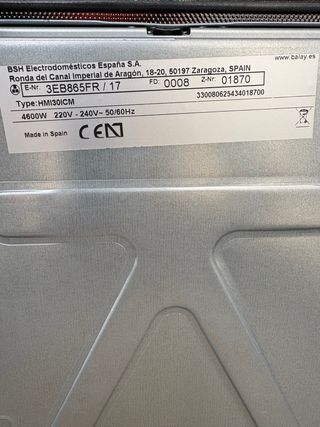 BSH Electrodomésticos España S.A. www.balay.es
Ronda del Canal Imperial de Aragón, 18-20, 50197 Zaragoza, SPAIN
E-Nr. 3EB865FR / 17 FD: 0008 Z-Nr: 01870
Type:HMI30ICM 330080625434018700
4600W 220V - 240V~ 50/60Hz
Made in Spain CE N